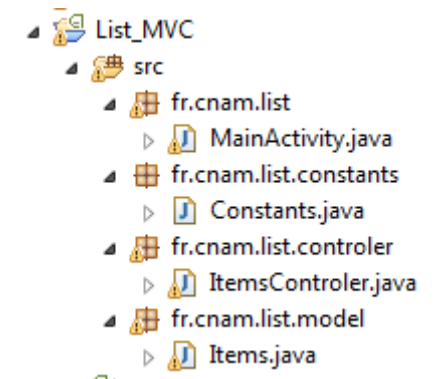 List_MVC
src
fr.cnam.list
MainActivity.java
fr.cnam.list.constants
Constants.java
fr.cnam.list.controler
ItemsControler.java
fr.cnam.list.model
Items.java